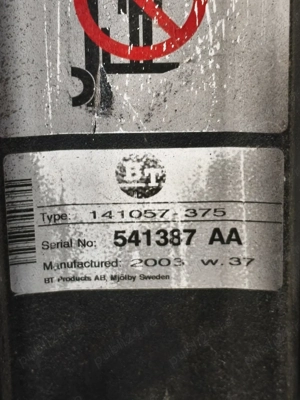 BT
Type: 141057-375
Serial No: 541387 AA
Manufactured: 2003 w.37
BT Products AB, Mjölby Sweden